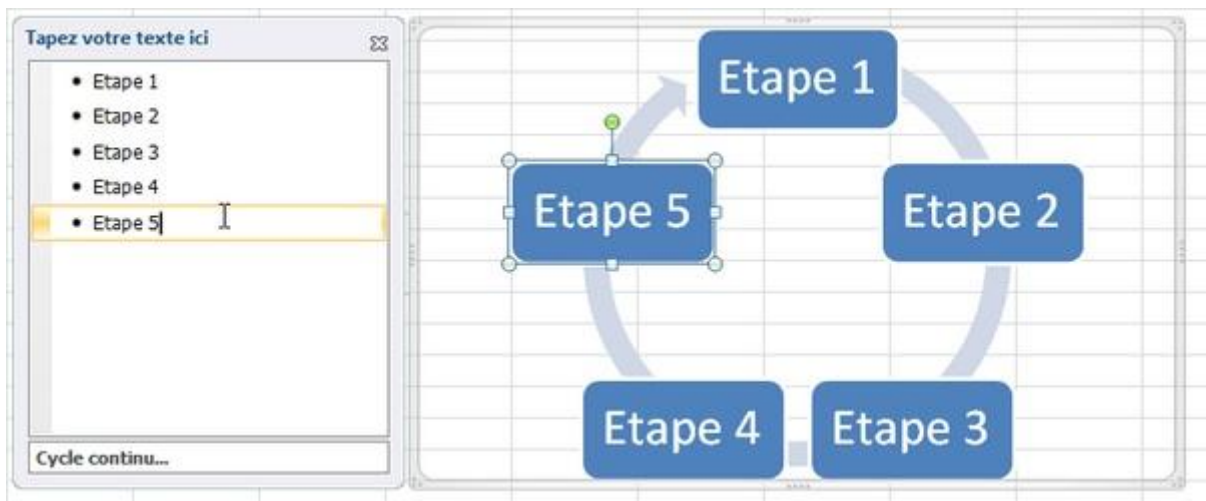 Tapez votre texte ici
• Etape 1
• Etape 2
• Etape 3
• Etape 4
• Etape 5
Cycle continu...
Etape 1
Etape 2
Etape 3
Etape 4
Etape 5